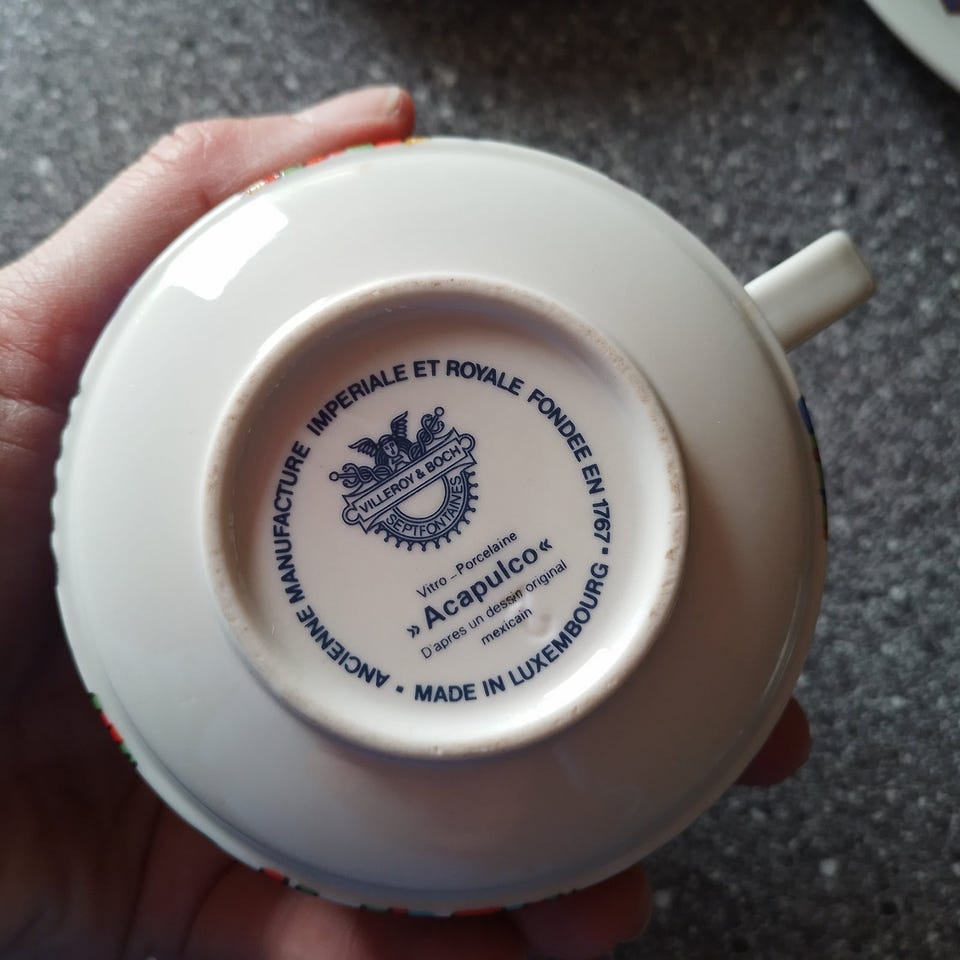 ANCIENNE MANUFACTURE IMPERIALE ET ROYALE FONDEE EN 1767 • MADE IN LUXEMBOURG •
VILLEROY & BOCH
SEPTFONTAINES
Vitro - Porcelaine
»Acapulco«
D'apres un dessin original
mexicain